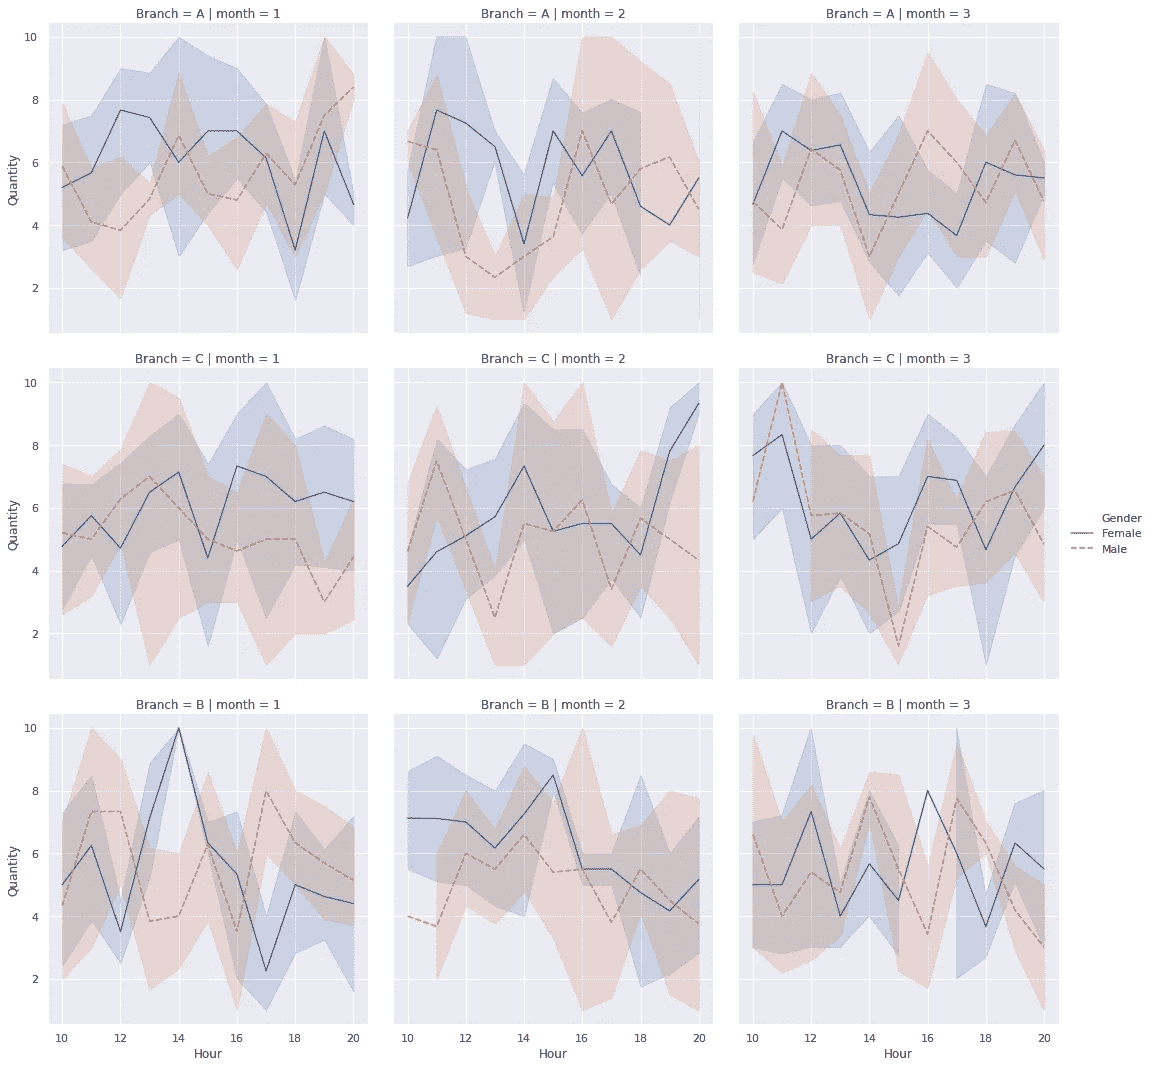 Branch = A | month = 1
Branch = A | month = 2
Branch = A | month = 3
10
8
6
4
2
Quantity
Branch = C | month = 1
Branch = C | month = 2
Branch = C | month = 3
10
8
6
4
2
Quantity
Gender
Female
Male
Branch = B | month = 1
Branch = B | month = 2
Branch = B | month = 3
10
8
6
4
2
Quantity
10 12 14 16 18 20
10 12 14 16 18 20
10 12 14 16 18 20
Hour
Hour
Hour